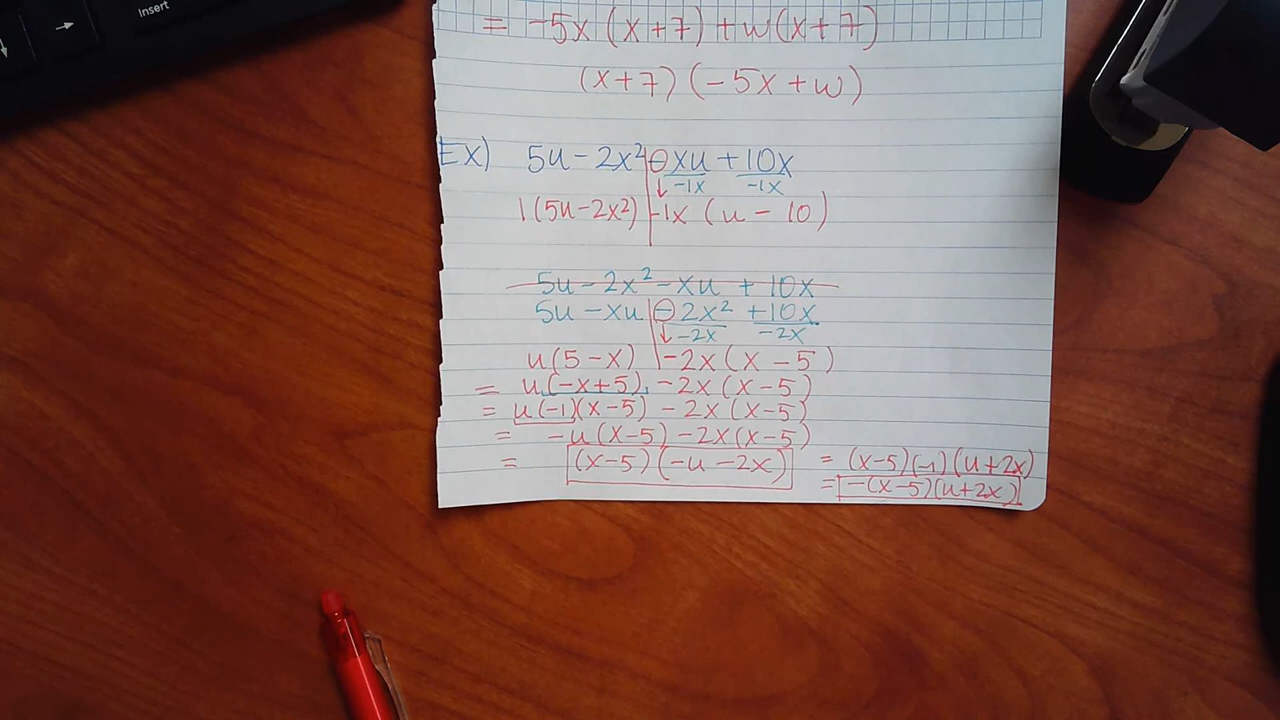 Insert
→
↓
= -5x (x+7) + w(x+7)
(x+7) (-5x+w)
Ex) 5u - 2x² - xu + 10x
↓ -1x -1x
1(5u-2x²) -1x (u - 10)
5u - 2x² - xu + 10x
5u - xu - 2x² + 10x
↓ -2x -2x
u(5-x) -2x(x-5)
= u(-x+5) -2x(x-5)
= u(-1)(x-5) - 2x(x-5)
= -u(x-5) -2x(x-5)
= (x-5)(-u-2x) = (x-5)(-1)(u+2x)
= -(x-5)(u+2x)